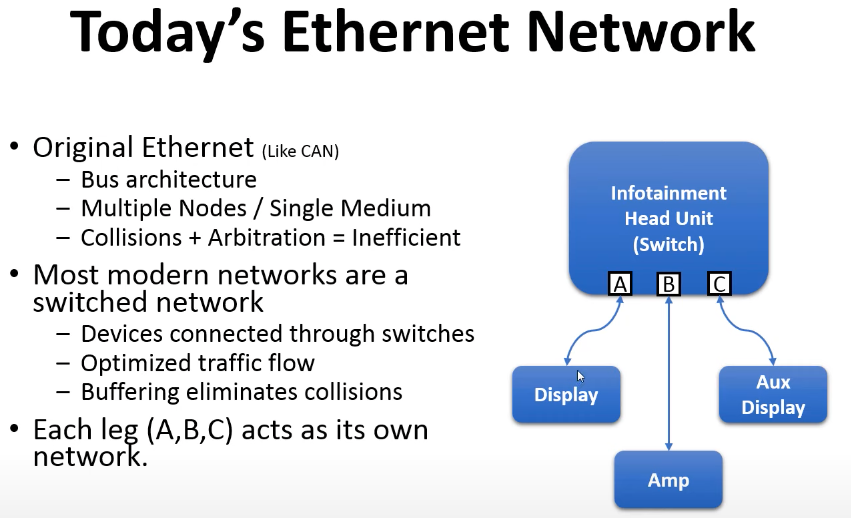 Today's Ethernet Network
• Original Ethernet (Like CAN)
– Bus architecture
– Multiple Nodes / Single Medium
– Collisions + Arbitration = Inefficient
• Most modern networks are a
switched network
– Devices connected through switches
– Optimized traffic flow
– Buffering eliminates collisions
• Each leg (A,B,C) acts as its own
network.
Infotainment
Head Unit
(Switch)
A B C
Display
Aux
Display
Amp